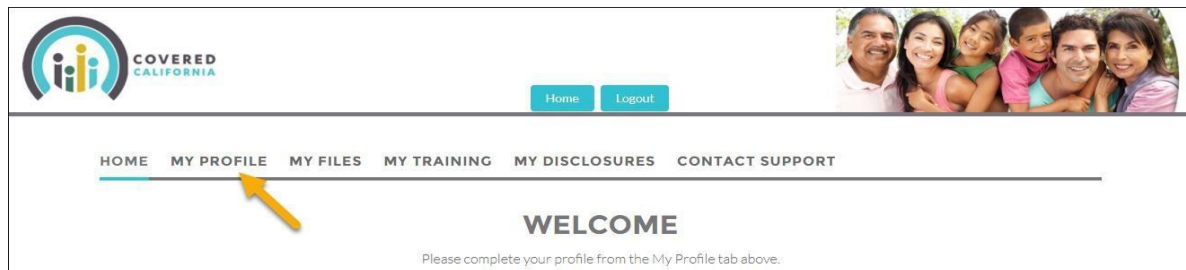 COVERED
CALIFORNIA
Home Logout
HOME MY PROFILE MY FILES MY TRAINING MY DISCLOSURES CONTACT SUPPORT
WELCOME
Please complete your profile from the My Profile tab above.